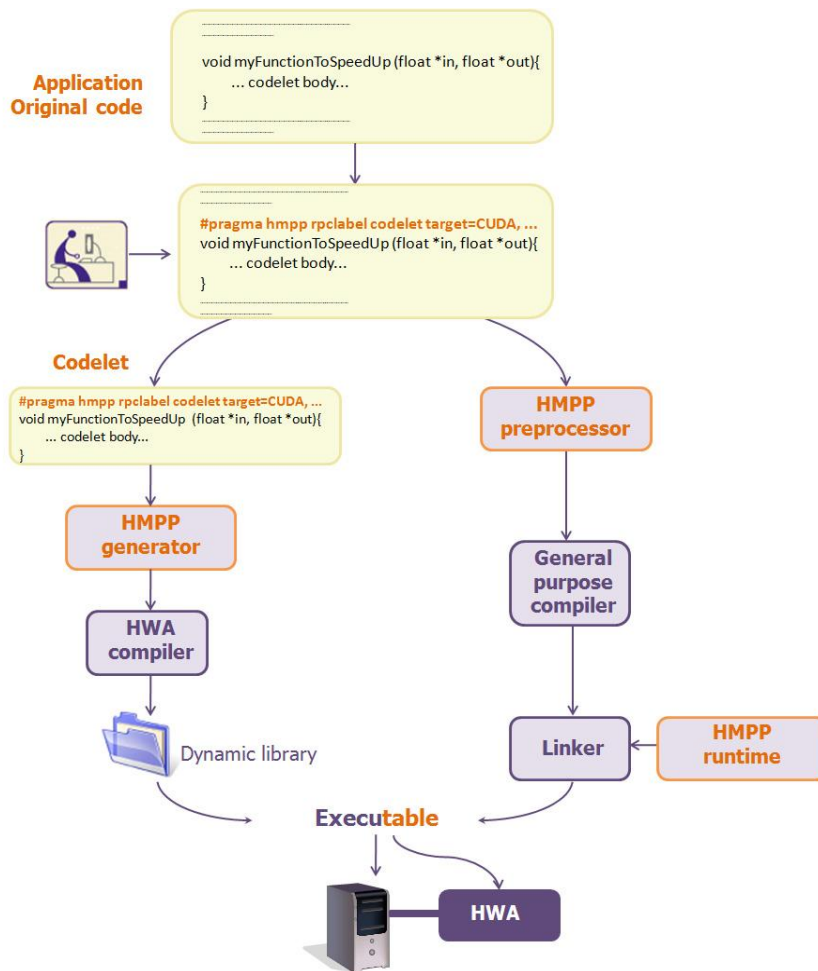 Application
Original code
void myFunctionToSpeedUp (float *in, float *out){
... codelet body...
}
#pragma hmpp rpclabel codelet target=CUDA, ...
void myFunctionToSpeedUp (float *in, float *out){
... codelet body...
}
Codelet
#pragma hmpp rpclabel codelet target=CUDA, ...
void myFunctionToSpeedUp (float *in, float *out){
... codelet body...
}
HMPP
preprocessor
HMPP
generator
General
purpose
compiler
HWA
compiler
Dynamic library
Linker
HMPP
runtime
Executable
HWA